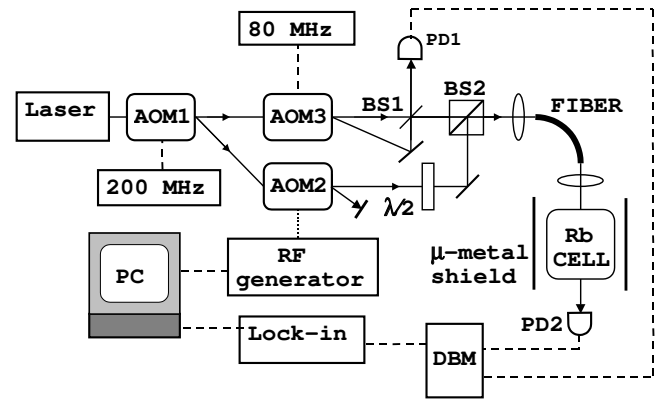 80 MHz
PD1
Laser
AOM1
AOM3
BS1
BS2
FIBER
200 MHz
AOM2
λ/2
PC
RF
generator
μ-metal
shield
Rb
CELL
PD2
Lock-in
DBM